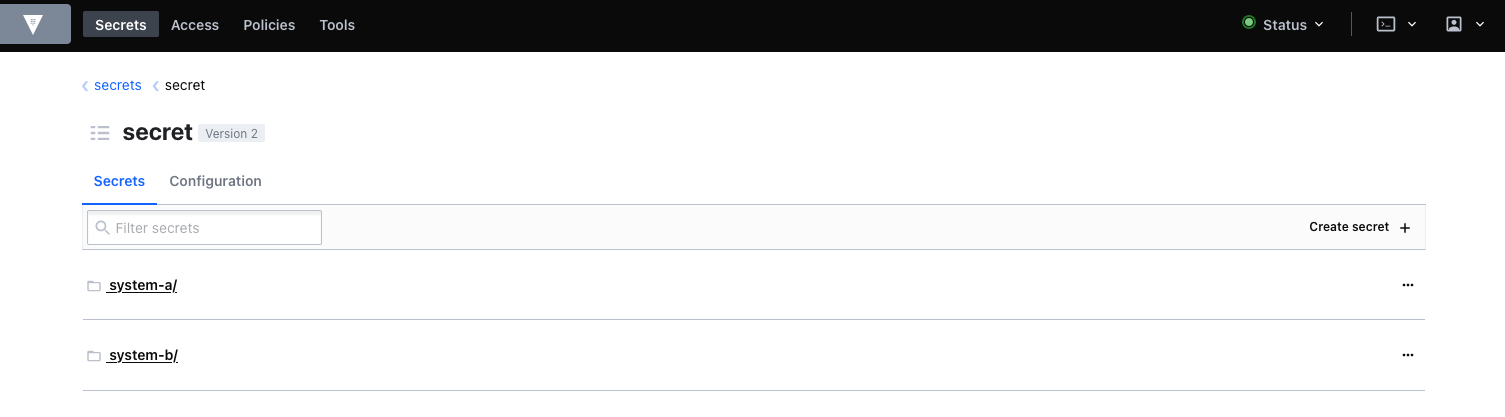 Secrets Access Policies Tools Status
secrets secret
secret Version 2
Secrets Configuration
Filter secrets Create secret +
system-a/ ...
system-b/ ...